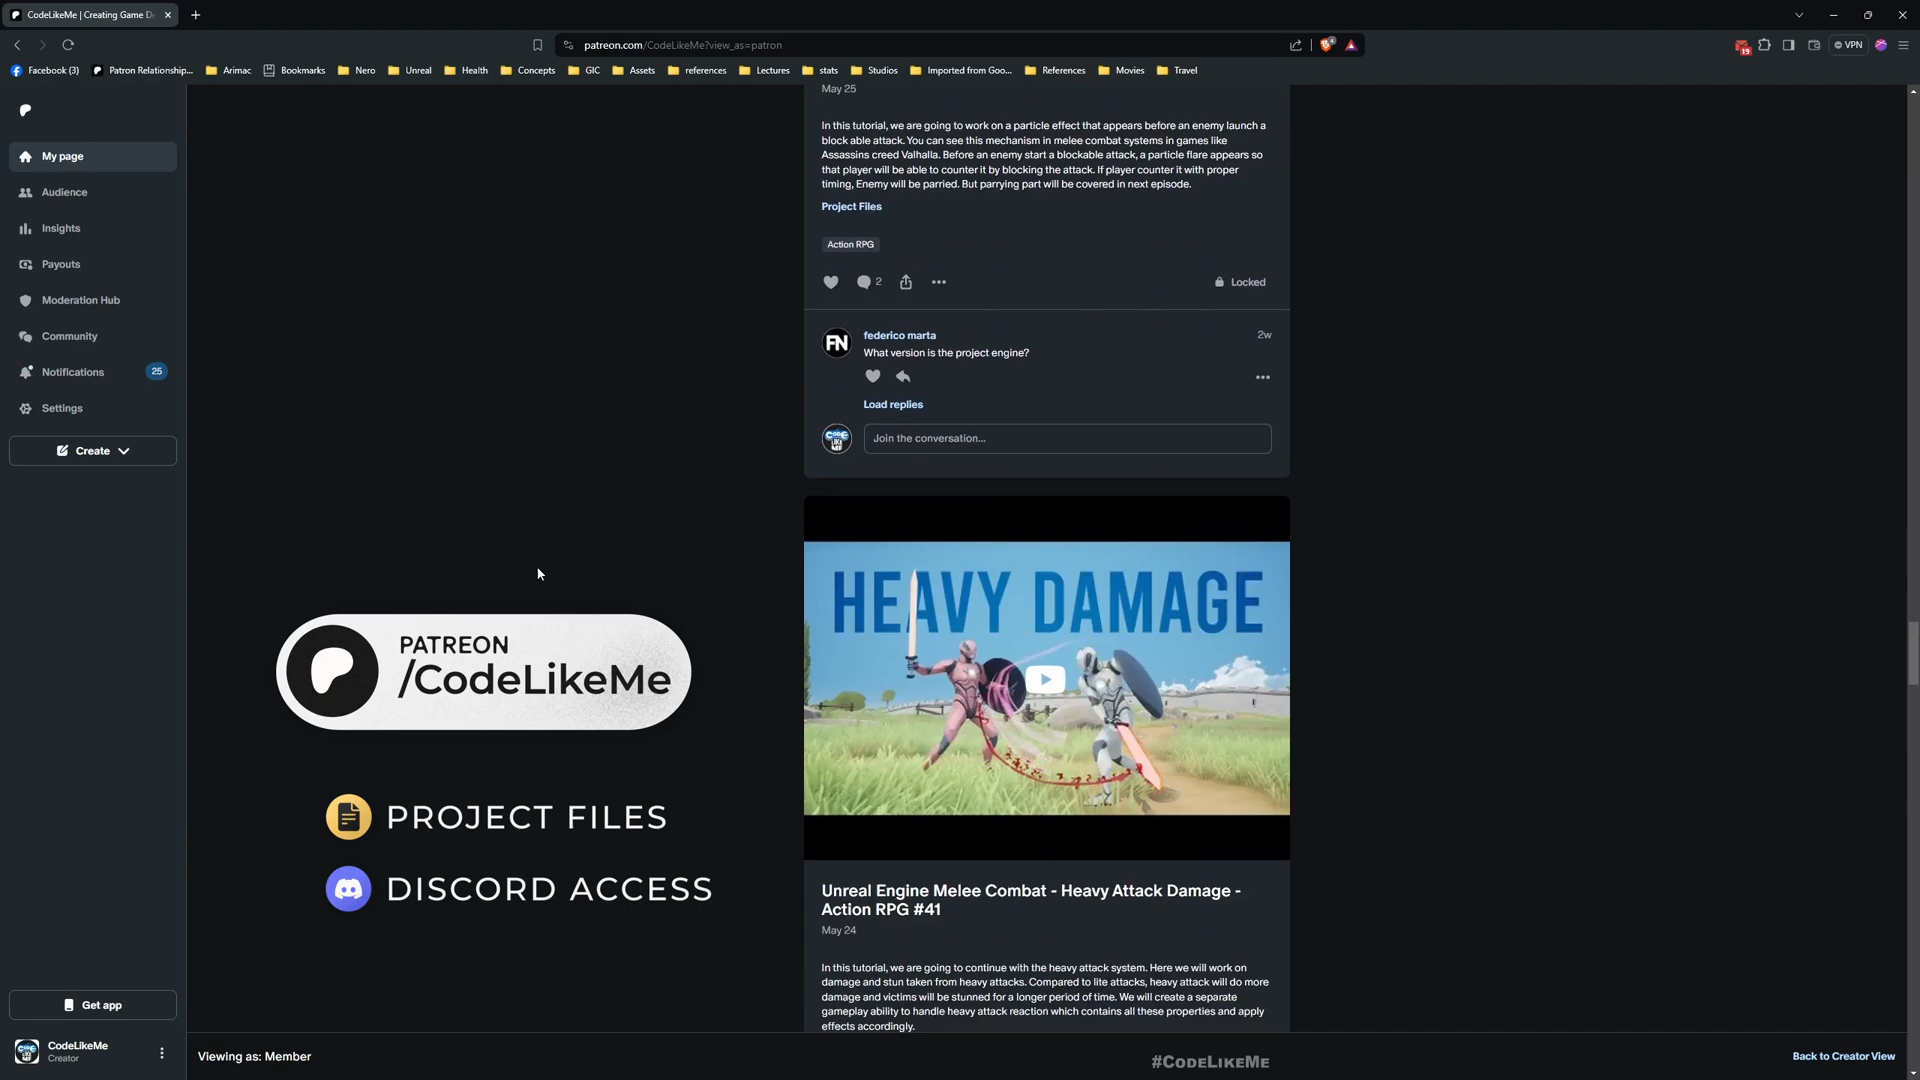 CodeLikeMe | Creating Game D
patreon.com/CodeLikeMe?view_as=patron
19
4
VPN
Facebook (3)
Patron Relationship...
Arimac
Bookmarks
Nero
Unreal
Health
Concepts
GIC
Assets
references
Lectures
stats
Studios
Imported from Goo...
References
Movies
Travel
My page
Audience
Insights
Payouts
Moderation Hub
Community
Notifications
25
Settings
Create
May 25
In this tutorial, we are going to work on a particle effect that appears before an enemy launch a
block able attack. You can see this mechanism in melee combat systems in games like
Assassins creed Valhalla. Before an enemy start a blockable attack, a particle flare appears so
that player will be able to counter it by blocking the attack. If player counter it with proper
timing, Enemy will be parried. But parrying part will be covered in next episode.
Project Files
Action RPG
2
Locked
FN
federico marta
2w
What version is the project engine?
Load replies
CODE LIKE ME
Join the conversation...
HEAVY DAMAGE
PATREON
/CodeLikeMe
PROJECT FILES
DISCORD ACCESS
Unreal Engine Melee Combat - Heavy Attack Damage -
Action RPG #41
May 24
In this tutorial, we are going to continue with the heavy attack system. Here we will work on
damage and stun taken from heavy attacks. Compared to lite attacks, heavy attack will do more
damage and victims will be stunned for a longer period of time. We will create a separate
gameplay ability to handle heavy attack reaction which contains all these properties and apply
effects accordingly.
Get app
CodeLikeMe
Creator
Viewing as: Member
#CODELIKEME
Back to Creator View